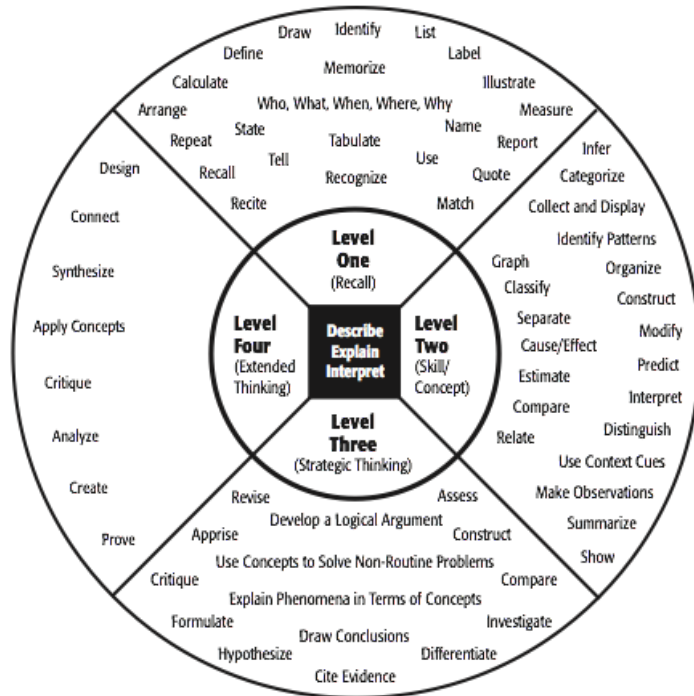 Draw
Identify
List
Define
Label
Memorize
Calculate
Illustrate
Arrange
Who, What, When, Where, Why
Measure
Repeat
State
Tabulate
Name
Report
Recall
Tell
Use
Recognize
Quote
Recite
Match
Level
One
(Recall)
Level
Four
(Extended
Thinking)
Describe
Explain
Interpret
Level
Two
(Skill/
Concept)
Level
Three
(Strategic Thinking)
Design
Connect
Synthesize
Apply Concepts
Critique
Analyze
Create
Prove
Infer
Categorize
Collect and Display
Identify Patterns
Graph
Organize
Classify
Construct
Separate
Modify
Cause/Effect
Predict
Estimate
Interpret
Compare
Distinguish
Relate
Use Context Cues
Make Observations
Summarize
Show
Revise
Assess
Develop a Logical Argument
Apprise
Construct
Use Concepts to Solve Non-Routine Problems
Critique
Compare
Explain Phenomena in Terms of Concepts
Formulate
Investigate
Draw Conclusions
Hypothesize
Differentiate
Cite Evidence